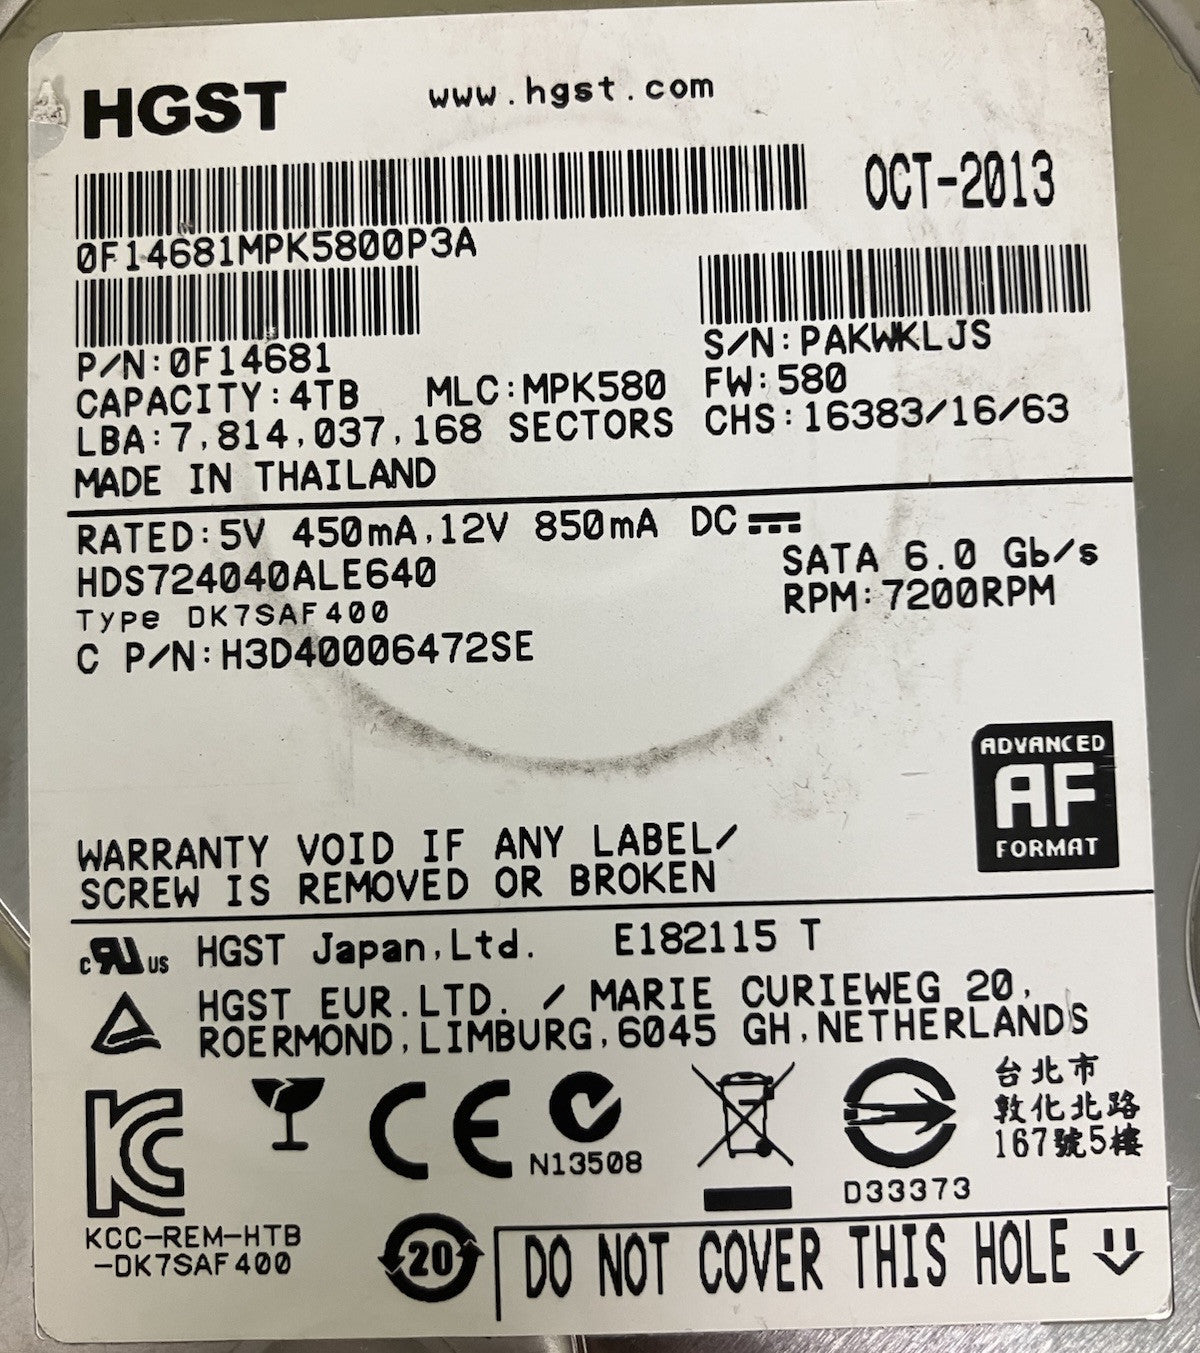 HGST www.hgst.com
OCT-2013
0F14681MPK5800P3A
P/N:0F14681
S/N:PAKWKLJS
CAPACITY:4TB MLC:MPK580 FW:580
LBA:7,814,037,168 SECTORS CHS:16383/16/63
MADE IN THAILAND
RATED:5V 450mA,12V 850mA DC
HDS724040ALE640
SATA 6.0 Gb/s
Type DK7SAF400
RPM:7200RPM
C P/N:H3D40006472SE
ADVANCED
AF
FORMAT
WARRANTY VOID IF ANY LABEL/
SCREW IS REMOVED OR BROKEN
c RU US HGST Japan,Ltd. E182115 T
HGST EUR.LTD. / MARIE CURIEWEG 20,
ROERMOND,LIMBURG,6045 GH,NETHERLANDS
台北市
敦化北路
167號5樓
KC
CE
N13508
D33373
KCC-REM-HTB
-DK7SAF400
20
DO NOT COVER THIS HOLE